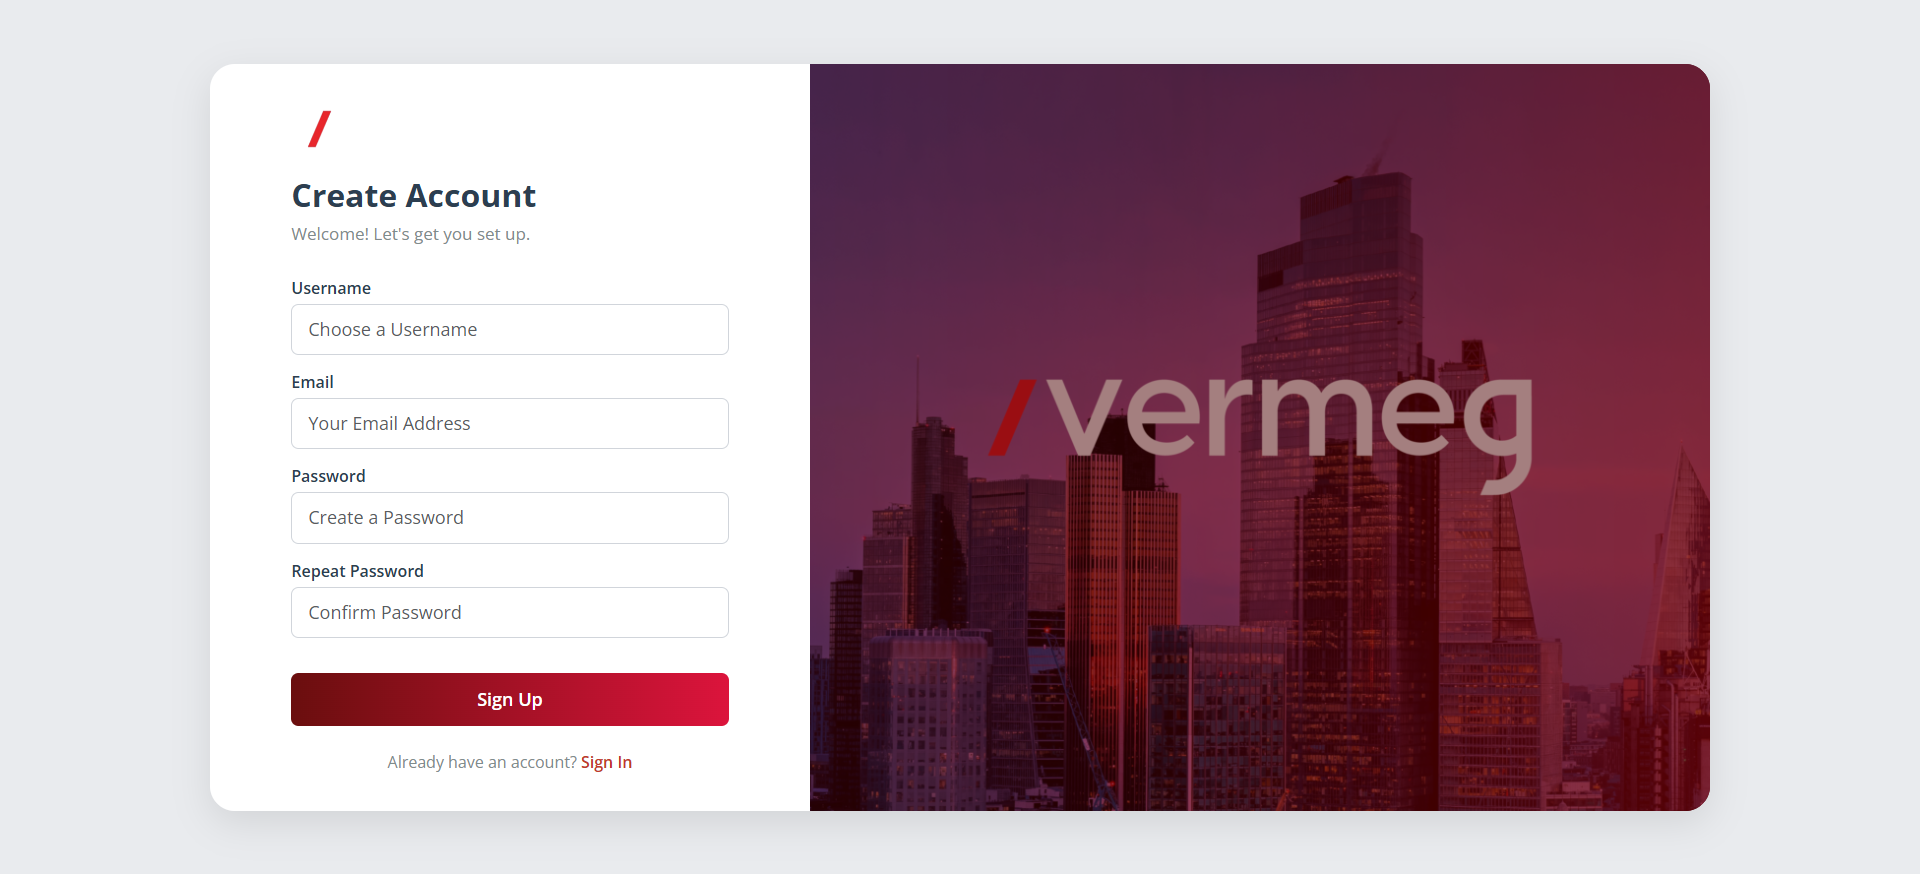 Create Account
Welcome! Let's get you set up.
Username
Choose a Username
Email
Your Email Address
Password
Create a Password
Repeat Password
Confirm Password
Sign Up
Already have an account? Sign In
vermeg